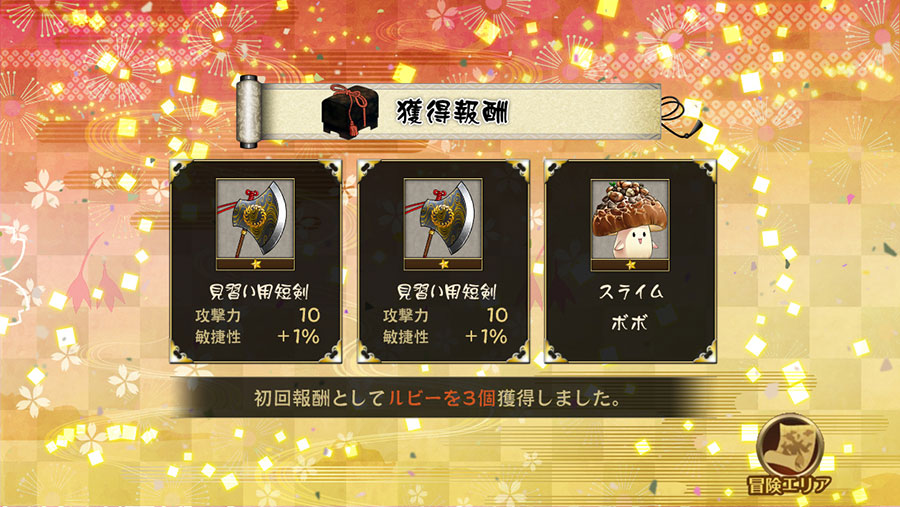 獲得報酬
見習い用短剣
攻撃力 10
敏捷性 +1%
見習い用短剣
攻撃力 10
敏捷性 +1%
スライム
ボボ
初回報酬としてルビーを3個獲得しました。
冒険エリア